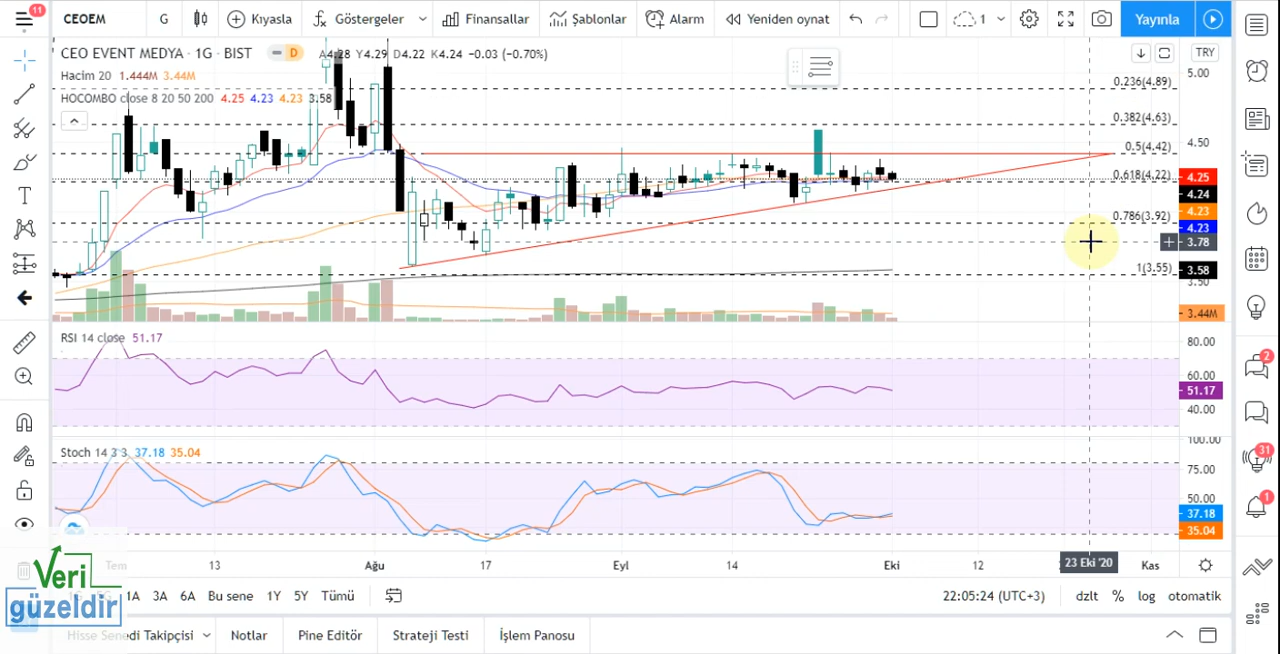 11
CEOEM G Kıyasla Göstergeler Finansallar Şablonlar Alarm Yeniden oynat 1 Yayınla
CEO EVENT MEDYA · 1G · BIST D A4.28 Y4.29 D4.22 K4.24 −0.03 (−0.70%) TRY
Hacim 20 1.444M 3.44M
HOCOMBO close 8 20 50 200 4.25 4.23 4.23 3.58
5.00
0.236(4.89)
0.382(4.63)
4.50
0.5(4.42)
0.618(4.22)
4.25
4.24
4.23
0.786(3.92)
4.23
3.78
1(3.55)
3.58
3.50
3.44M
RSI 14 close 51.17
80.00
60.00
51.17
40.00
Stoch 14 3 3 37.18 35.04
100.00
75.00
50.00
37.18
35.04
2
31
1
Tem 13 Ağu 17 Eyl 14 Eki 12 23 Eki '20 Kas
Veri
güzeldir
1A 3A 6A Bu sene 1Y 5Y Tümü 22:05:24 (UTC+3) dzlt % log otomatik
Hisse Senedi Takipçisi Notlar Pine Editör Strateji Testi İşlem Panosu